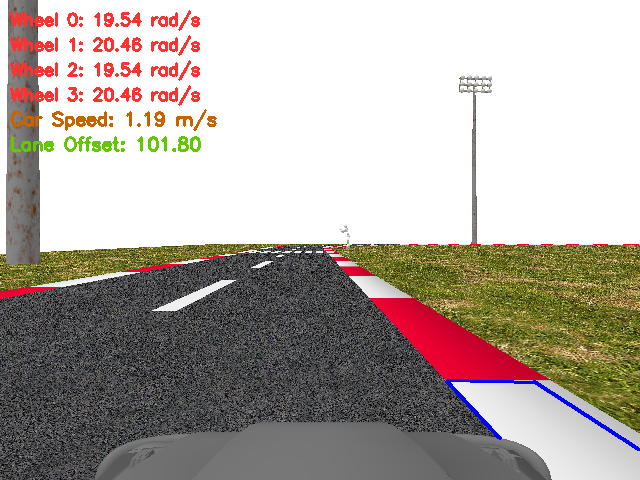 Wheel 0: 19.54 rad/s
Wheel 1: 20.46 rad/s
Wheel 2: 19.54 rad/s
Wheel 3: 20.46 rad/s
Car Speed: 1.19 m/s
Lane Offset: 101.80